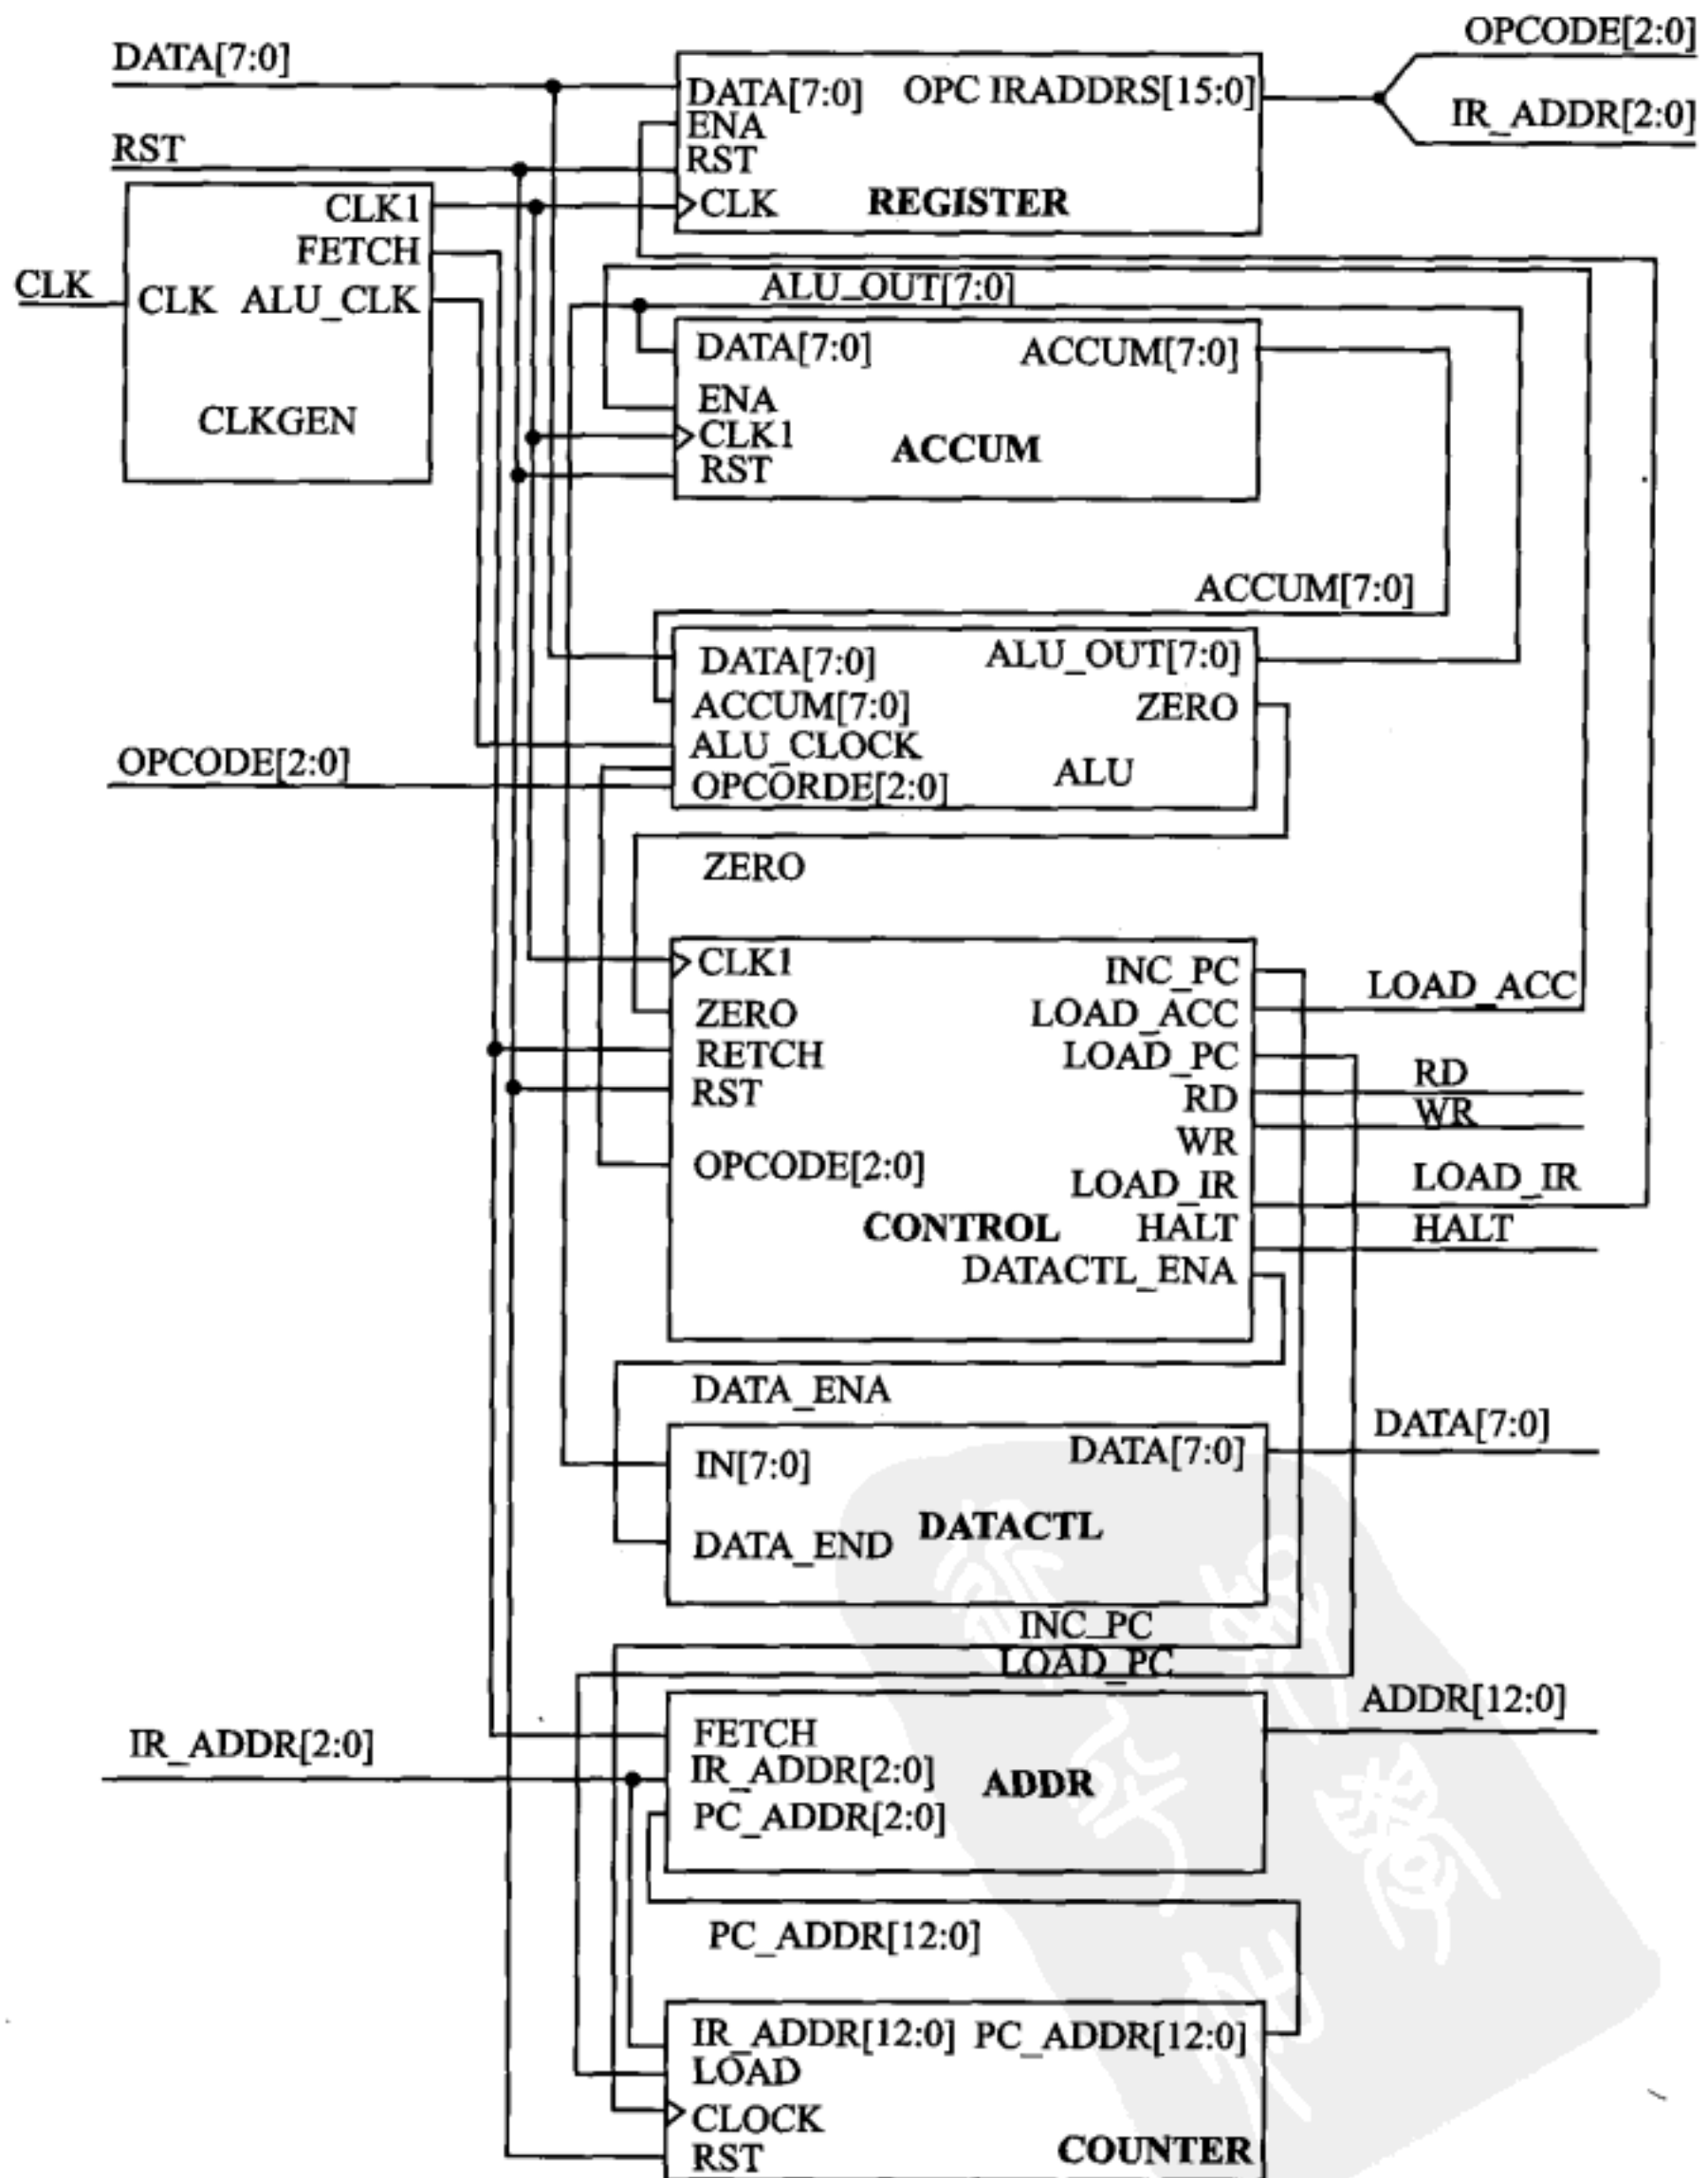 DATA[7:0]
RST
CLK
CLK1
FETCH
CLK ALU_CLK
CLKGEN
DATA[7:0] OPC IRADDRS[15:0]
ENA
RST
CLK REGISTER
OPCODE[2:0]
IR_ADDR[2:0]
ALU_OUT[7:0]
DATA[7:0] ACCUM[7:0]
ENA
CLK1
RST
ACCUM
ACCUM[7:0]
DATA[7:0] ALU_OUT[7:0]
ACCUM[7:0] ZERO
ALU_CLOCK
OPCORDE[2:0] ALU
OPCODE[2:0]
ZERO
CLK1
ZERO
RETCH
RST
OPCODE[2:0]
INC_PC
LOAD_ACC
LOAD_PC
RD
WR
LOAD_IR
CONTROL HALT
DATACTL_ENA
LOAD_ACC
RD
WR
LOAD_IR
HALT
DATA_ENA
IN[7:0] DATA[7:0]
DATA_END DATACTL
DATA[7:0]
INC_PC
LOAD_PC
IR_ADDR[2:0]
FETCH
IR_ADDR[2:0] ADDR
PC_ADDR[2:0]
ADDR[12:0]
PC_ADDR[12:0]
IR_ADDR[12:0] PC_ADDR[12:0]
LOAD
CLOCK
RST COUNTER